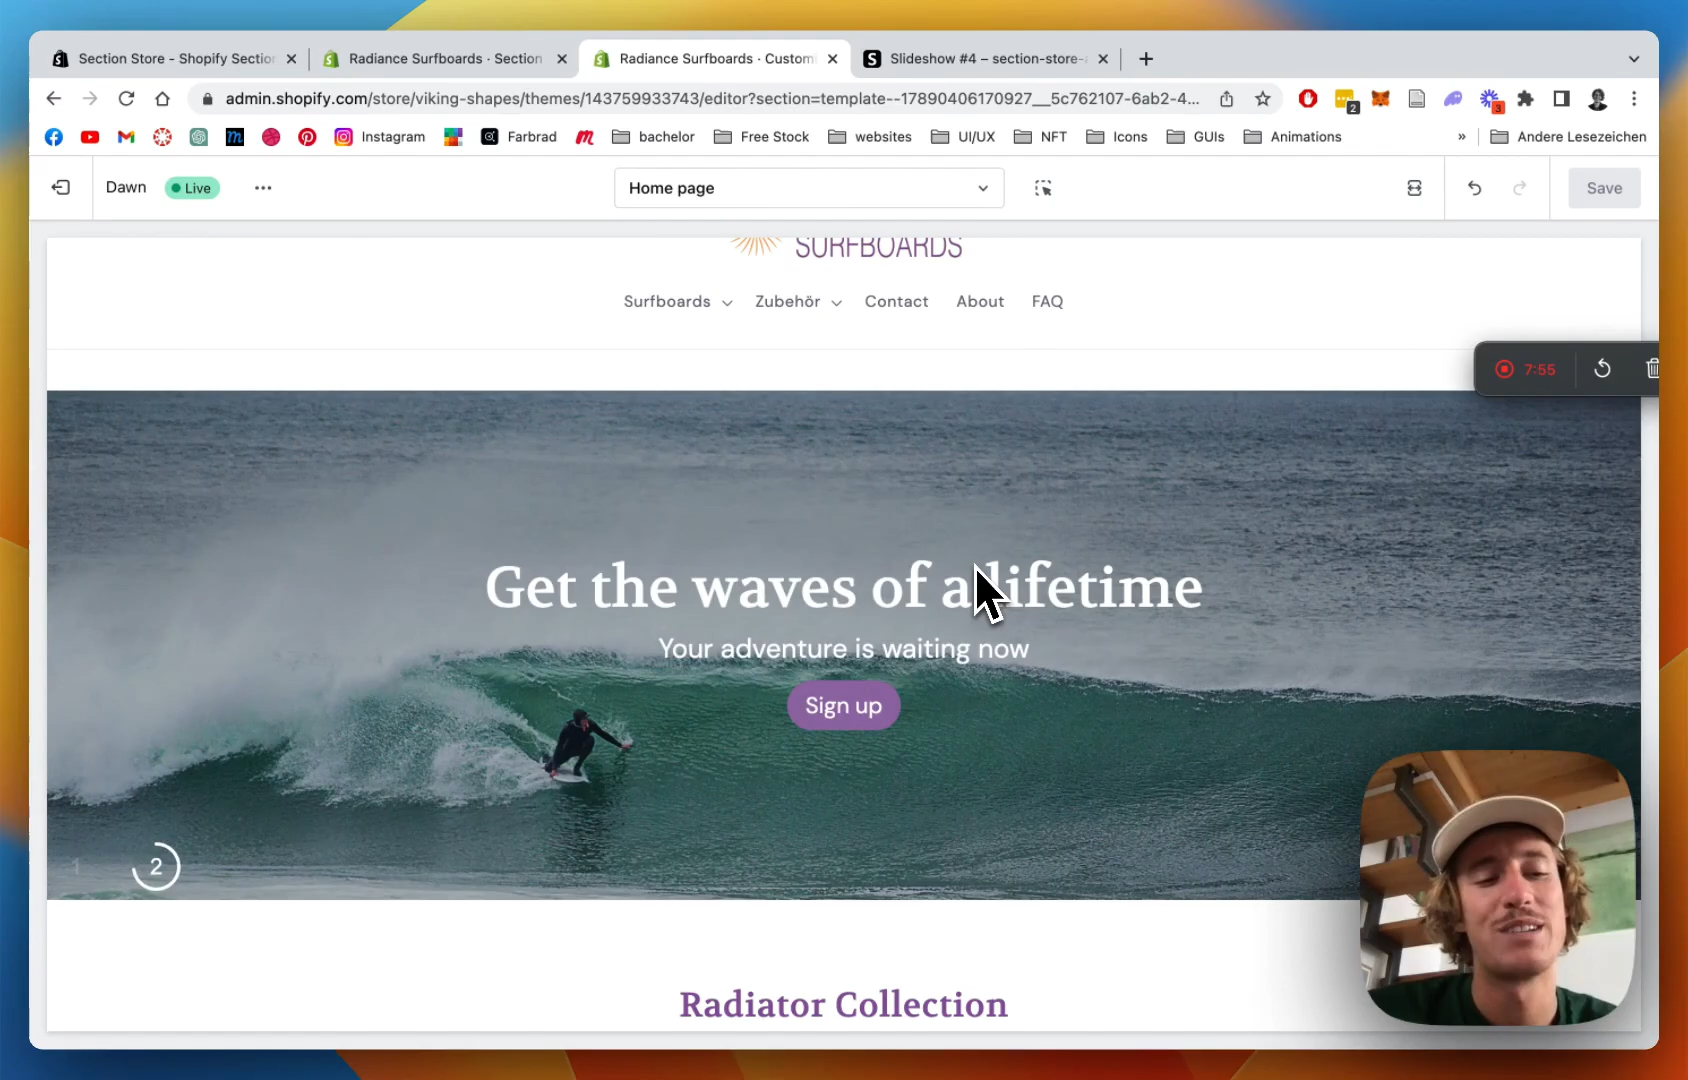 Section Store - Shopify Section
Radiance Surfboards · Section
Radiance Surfboards · Customi
Slideshow #4 – section-store-a
admin.shopify.com/store/viking-shapes/themes/143759933743/editor?section=template--17890406170927__5c762107-6ab2-4...
2
3
Instagram
Farbrad
bachelor
Free Stock
websites
UI/UX
NFT
Icons
GUIs
Animations
»
Andere Lesezeichen
Dawn
Live
Home page
Save
SURFBOARDS
Surfboards
Zubehör
Contact
About
FAQ
7:55
Get the waves of a lifetime
Your adventure is waiting now
Sign up
1
2
Radiator Collection